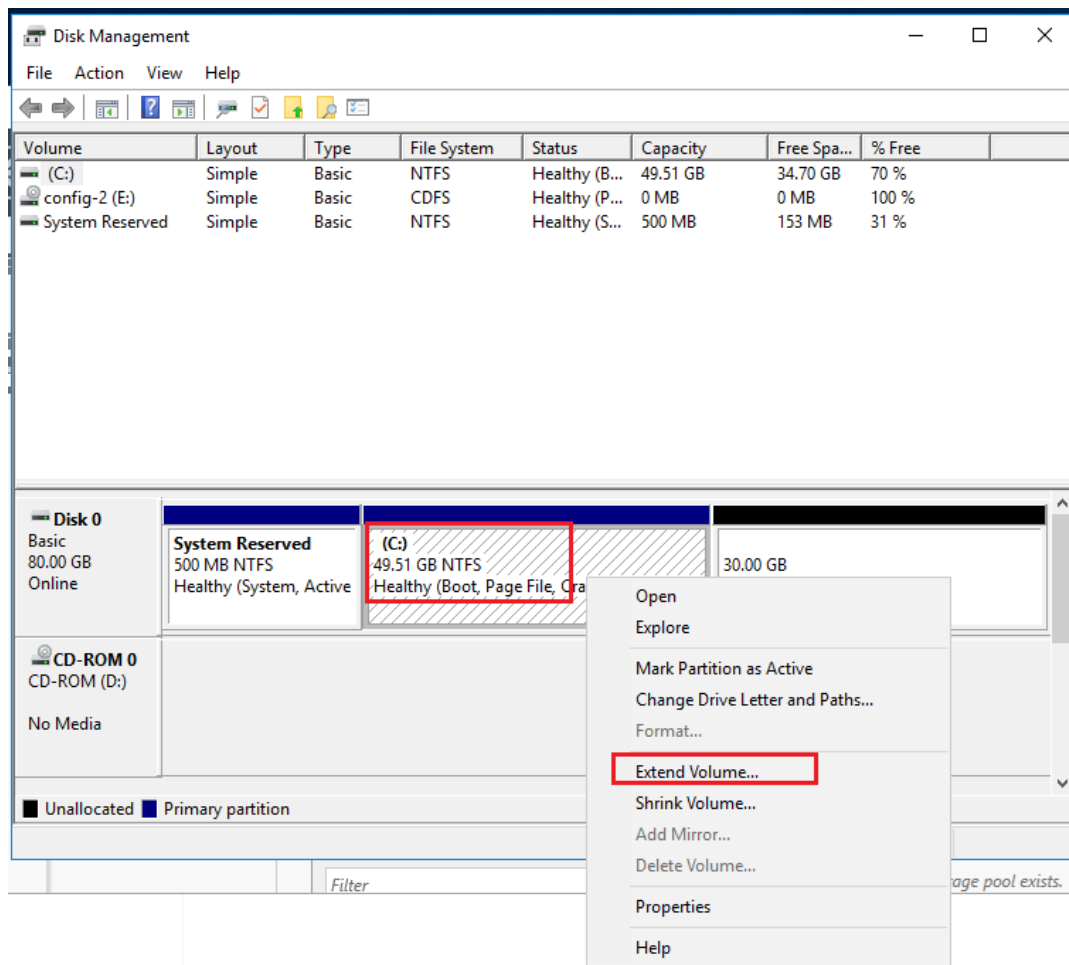 Disk Management
File Action View Help
Volume Layout Type File System Status Capacity Free Spa... % Free
(C:) Simple Basic NTFS Healthy (B... 49.51 GB 34.70 GB 70 %
config-2 (E:) Simple Basic CDFS Healthy (P... 0 MB 0 MB 100 %
System Reserved Simple Basic NTFS Healthy (S... 500 MB 153 MB 31 %
Disk 0
Basic
80.00 GB
Online
System Reserved
500 MB NTFS
Healthy (System, Active
(C:)
49.51 GB NTFS
Healthy (Boot, Page File, Cra
30.00 GB
CD-ROM 0
CD-ROM (D:)
No Media
Unallocated Primary partition
Open
Explore
Mark Partition as Active
Change Drive Letter and Paths...
Format...
Extend Volume...
Shrink Volume...
Add Mirror...
Delete Volume...
Properties
Help
Filter
rage pool exists.